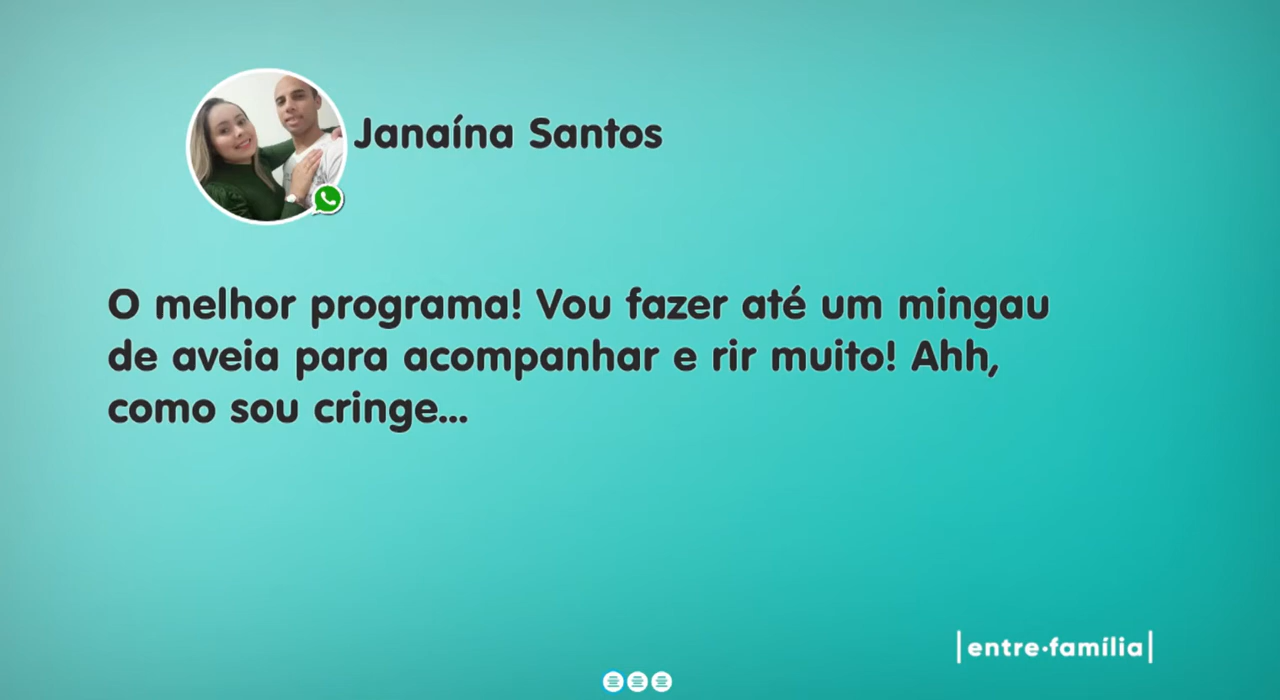 Janaína Santos
O melhor programa! Vou fazer até um mingau
de aveia para acompanhar e rir muito! Ahh,
como sou cringe...
|entre·família|